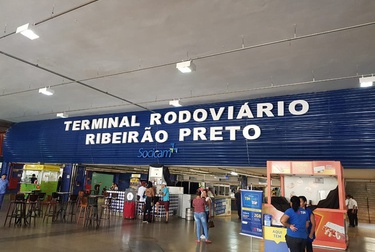 TERMINAL RODOVIÁRIO
RIBEIRÃO PRETO
Socicam